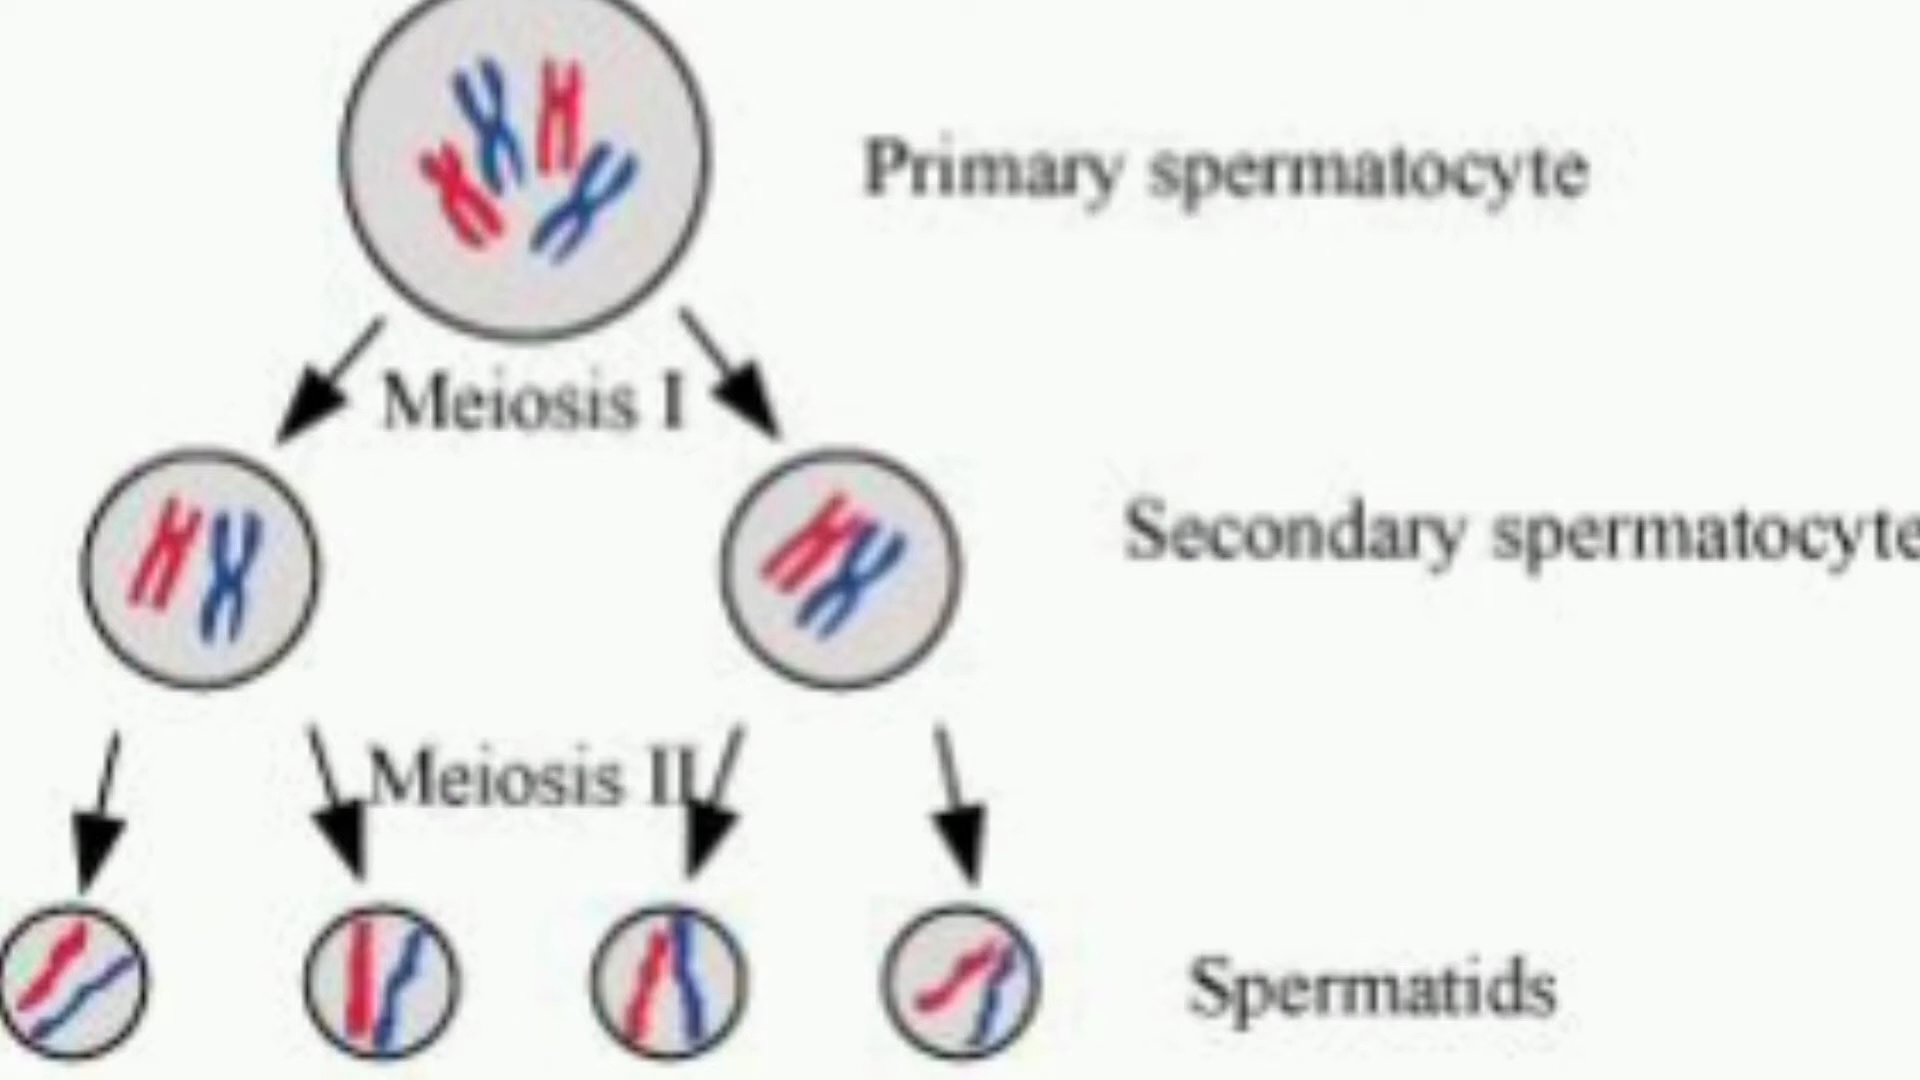 Primary spermatocyte
Meiosis I
Secondary spermatocyte
Meiosis II
Spermatids